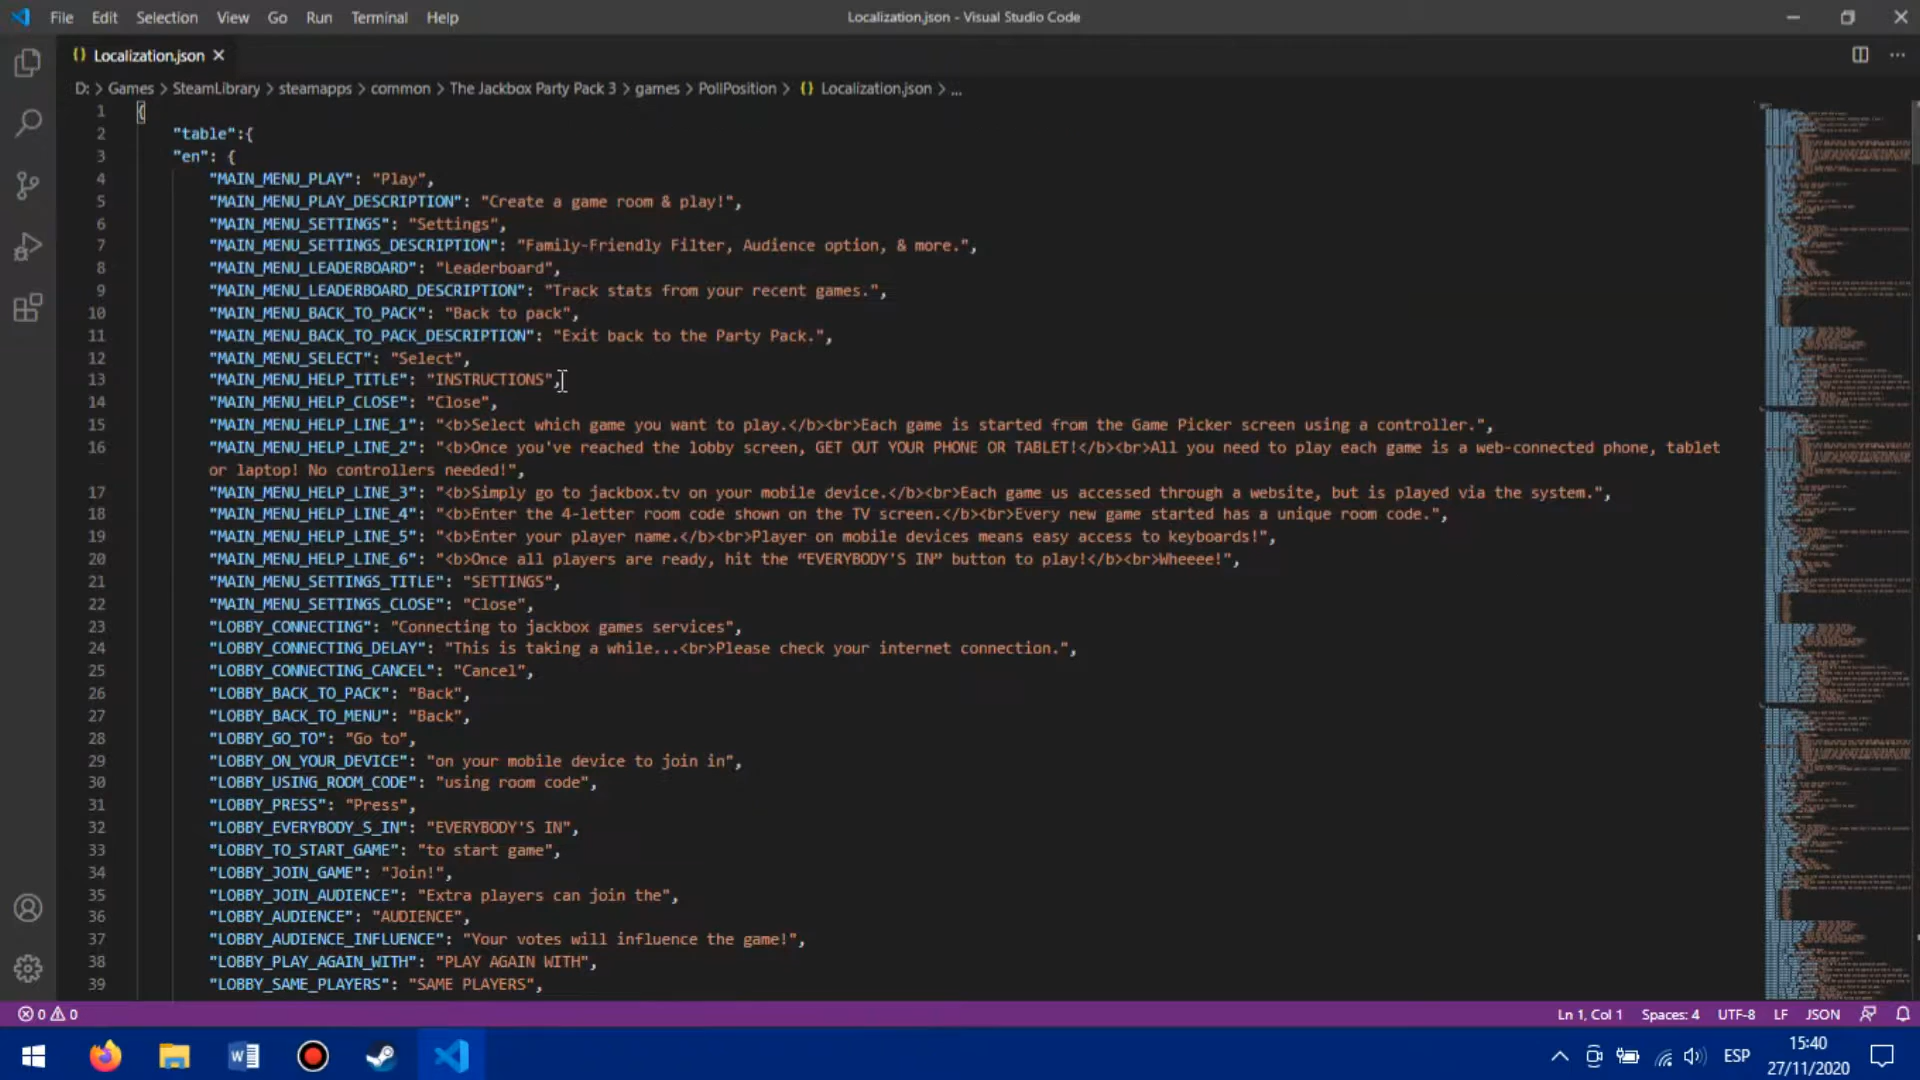 File Edit Selection View Go Run Terminal Help
Localization.json - Visual Studio Code
{} Localization.json
D: > Games > SteamLibrary > steamapps > common > The Jackbox Party Pack 3 > games > PollPosition > {} Localization.json > ...
1 {
2 "table":{
3 "en": {
4 "MAIN_MENU_PLAY": "Play",
5 "MAIN_MENU_PLAY_DESCRIPTION": "Create a game room & play!",
6 "MAIN_MENU_SETTINGS": "Settings",
7 "MAIN_MENU_SETTINGS_DESCRIPTION": "Family-Friendly Filter, Audience option, & more.",
8 "MAIN_MENU_LEADERBOARD": "Leaderboard",
9 "MAIN_MENU_LEADERBOARD_DESCRIPTION": "Track stats from your recent games.",
10 "MAIN_MENU_BACK_TO_PACK": "Back to pack",
11 "MAIN_MENU_BACK_TO_PACK_DESCRIPTION": "Exit back to the Party Pack.",
12 "MAIN_MENU_SELECT": "Select",
13 "MAIN_MENU_HELP_TITLE": "INSTRUCTIONS",
14 "MAIN_MENU_HELP_CLOSE": "Close",
15 "MAIN_MENU_HELP_LINE_1": "<b>Select which game you want to play.</b><br>Each game is started from the Game Picker screen using a controller.",
16 "MAIN_MENU_HELP_LINE_2": "<b>Once you've reached the lobby screen, GET OUT YOUR PHONE OR TABLET!</b><br>All you need to play each game is a web-connected phone, tablet
or laptop! No controllers needed!",
17 "MAIN_MENU_HELP_LINE_3": "<b>Simply go to jackbox.tv on your mobile device.</b><br>Each game us accessed through a website, but is played via the system.",
18 "MAIN_MENU_HELP_LINE_4": "<b>Enter the 4-letter room code shown on the TV screen.</b><br>Every new game started has a unique room code.",
19 "MAIN_MENU_HELP_LINE_5": "<b>Enter your player name.</b><br>Player on mobile devices means easy access to keyboards!",
20 "MAIN_MENU_HELP_LINE_6": "<b>Once all players are ready, hit the “EVERYBODY'S IN” button to play!</b><br>Wheeee!",
21 "MAIN_MENU_SETTINGS_TITLE": "SETTINGS",
22 "MAIN_MENU_SETTINGS_CLOSE": "Close",
23 "LOBBY_CONNECTING": "Connecting to jackbox games services",
24 "LOBBY_CONNECTING_DELAY": "This is taking a while...<br>Please check your internet connection.",
25 "LOBBY_CONNECTING_CANCEL": "Cancel",
26 "LOBBY_BACK_TO_PACK": "Back",
27 "LOBBY_BACK_TO_MENU": "Back",
28 "LOBBY_GO_TO": "Go to",
29 "LOBBY_ON_YOUR_DEVICE": "on your mobile device to join in",
30 "LOBBY_USING_ROOM_CODE": "using room code",
31 "LOBBY_PRESS": "Press",
32 "LOBBY_EVERYBODY_S_IN": "EVERYBODY'S IN",
33 "LOBBY_TO_START_GAME": "to start game",
34 "LOBBY_JOIN_GAME": "Join!",
35 "LOBBY_JOIN_AUDIENCE": "Extra players can join the",
36 "LOBBY_AUDIENCE": "AUDIENCE",
37 "LOBBY_AUDIENCE_INFLUENCE": "Your votes will influence the game!",
38 "LOBBY_PLAY_AGAIN_WITH": "PLAY AGAIN WITH",
39 "LOBBY_SAME_PLAYERS": "SAME PLAYERS",
0 0 Ln 1, Col 1 Spaces: 4 UTF-8 LF JSON
ESP 15:40
27/11/2020